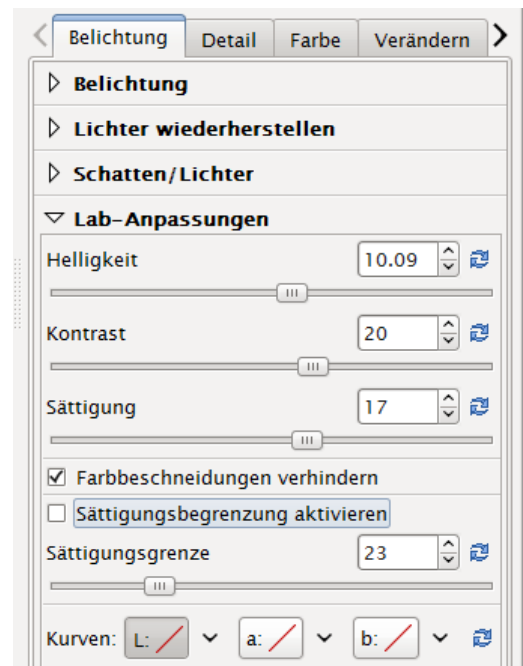 Belichtung Detail Farbe Verändern
Belichtung
Lichter wiederherstellen
Schatten/Lichter
Lab-Anpassungen
Helligkeit 10.09
Kontrast 20
Sättigung 17
Farbbeschneidungen verhindern
Sättigungsbegrenzung aktivieren
Sättigungsgrenze 23
Kurven: L: a: b: